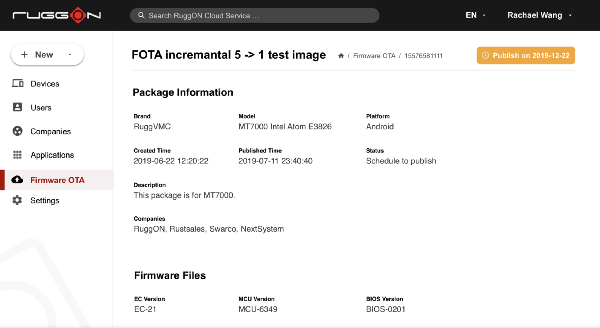 RUGGON
Search RuggON Cloud Service ...
EN
Rachael Wang
+ New
Devices
Users
Companies
Applications
Firmware OTA
Settings
FOTA incremantal 5 -> 1 test image
/ Firmware OTA / 15576581111
Publish on 2019-12-22
Package Information
Brand Model Platform
RuggVMC MT7000 Intel Atom E3826 Android
Created Time Published Time Status
2019-06-22 12:20:22 2019-07-11 23:40:40 Schedule to publish
Description
This package is for MT7000.
Companies
RuggON, Rustsales, Swarco, NextSystem
Firmware Files
EC Version MCU Version BIOS Version
EC-21 MCU-6349 BIOS-0201